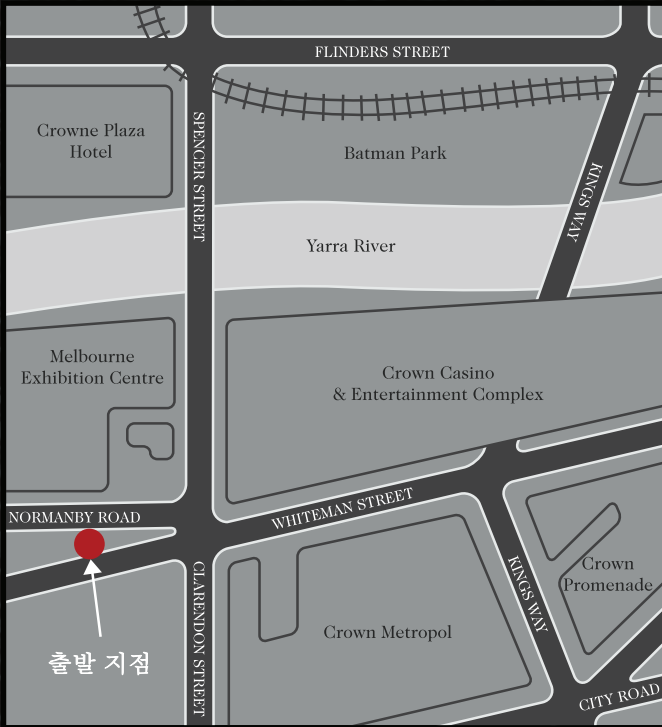 FLINDERS STREET
Crowne Plaza
Hotel
SPENCER STREET
Batman Park
KINGS WAY
Yarra River
Melbourne
Exhibition Centre
Crown Casino
& Entertainment Complex
NORMANBY ROAD
WHITEMAN STREET
CLARENDON STREET
KINGS WAY
Crown
Promenade
Crown Metropol
출발 지점
CITY ROAD